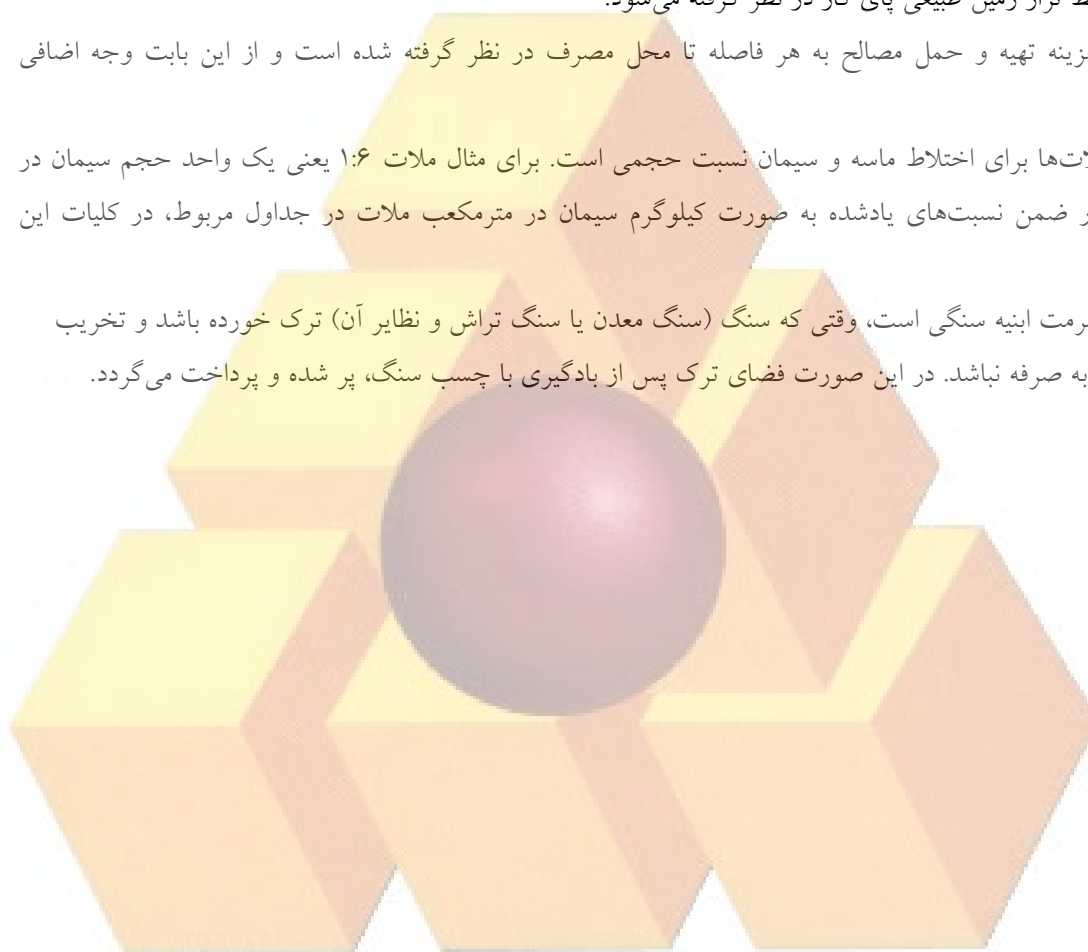 تراز زمین طبیعی پای کار در نظر گرفته می‌شود.
تهیه و حمل مصالح به هر فاصله تا محل مصرف در نظر گرفته شده است و از این بابت وجه اضافی
برای اختلاط ماسه و سیمان نسبت حجمی است. برای مثال ملات ۱:۶ یعنی یک واحد حجم سیمان در
ضمن نسبت‌های یادشده به صورت کیلوگرم سیمان در مترمکعب ملات در جداول مربوط، در کلیات این
ابنیه سنگی است، وقتی که سنگ (سنگ معدن یا سنگ تراش و نظایر آن) ترک خورده باشد و تخریب
به صرفه نباشد. در این صورت فضای ترک پس از بادگیری با چسب سنگ، پر شده و پرداخت می‌گردد.